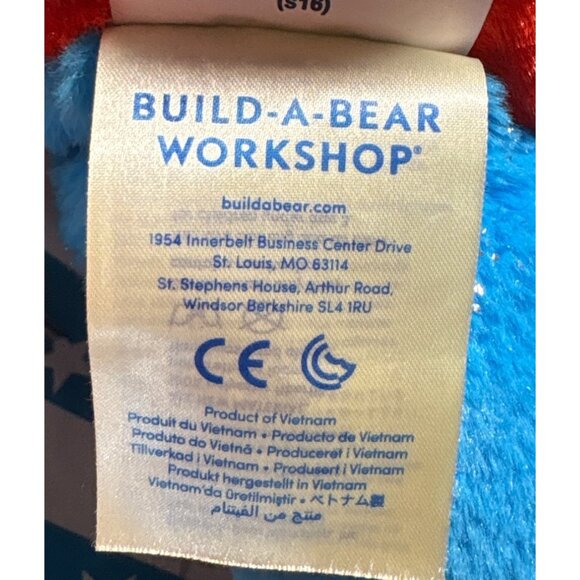 (S16)
BUILD-A-BEAR
WORKSHOP®
buildabear.com
1954 Innerbelt Business Center Drive
St. Louis, MO 63114
St. Stephens House, Arthur Road,
Windsor Berkshire SL4 1RU
CE
Product of Vietnam
Produit du Vietnam • Producto de Vietnam
Produto do Vietnã • Produceret i Vietnam
Tillverkad i Vietnam • Produsert i Vietnam
Produkt hergestellt in Vietnam
Vietnam'da üretilmiştir • ベトナム製
منتج من الفيتنام